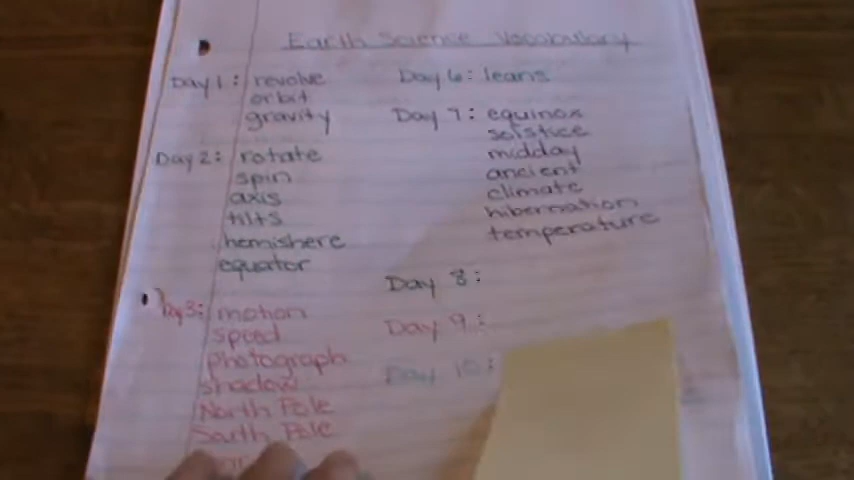 Earth Science Vocabulary
Day 1: revolve
orbit
gravity
Day 2: rotate
spin
axis
tilts
hemishere
equator
Day 3: motion
speed
photograph
shadow
North Pole
South Pole
Day 6: leans
Day 7: equinox
solstice
midday
ancient
climate
hibernation
temperature
Day 8:
Day 9:
Day 10: